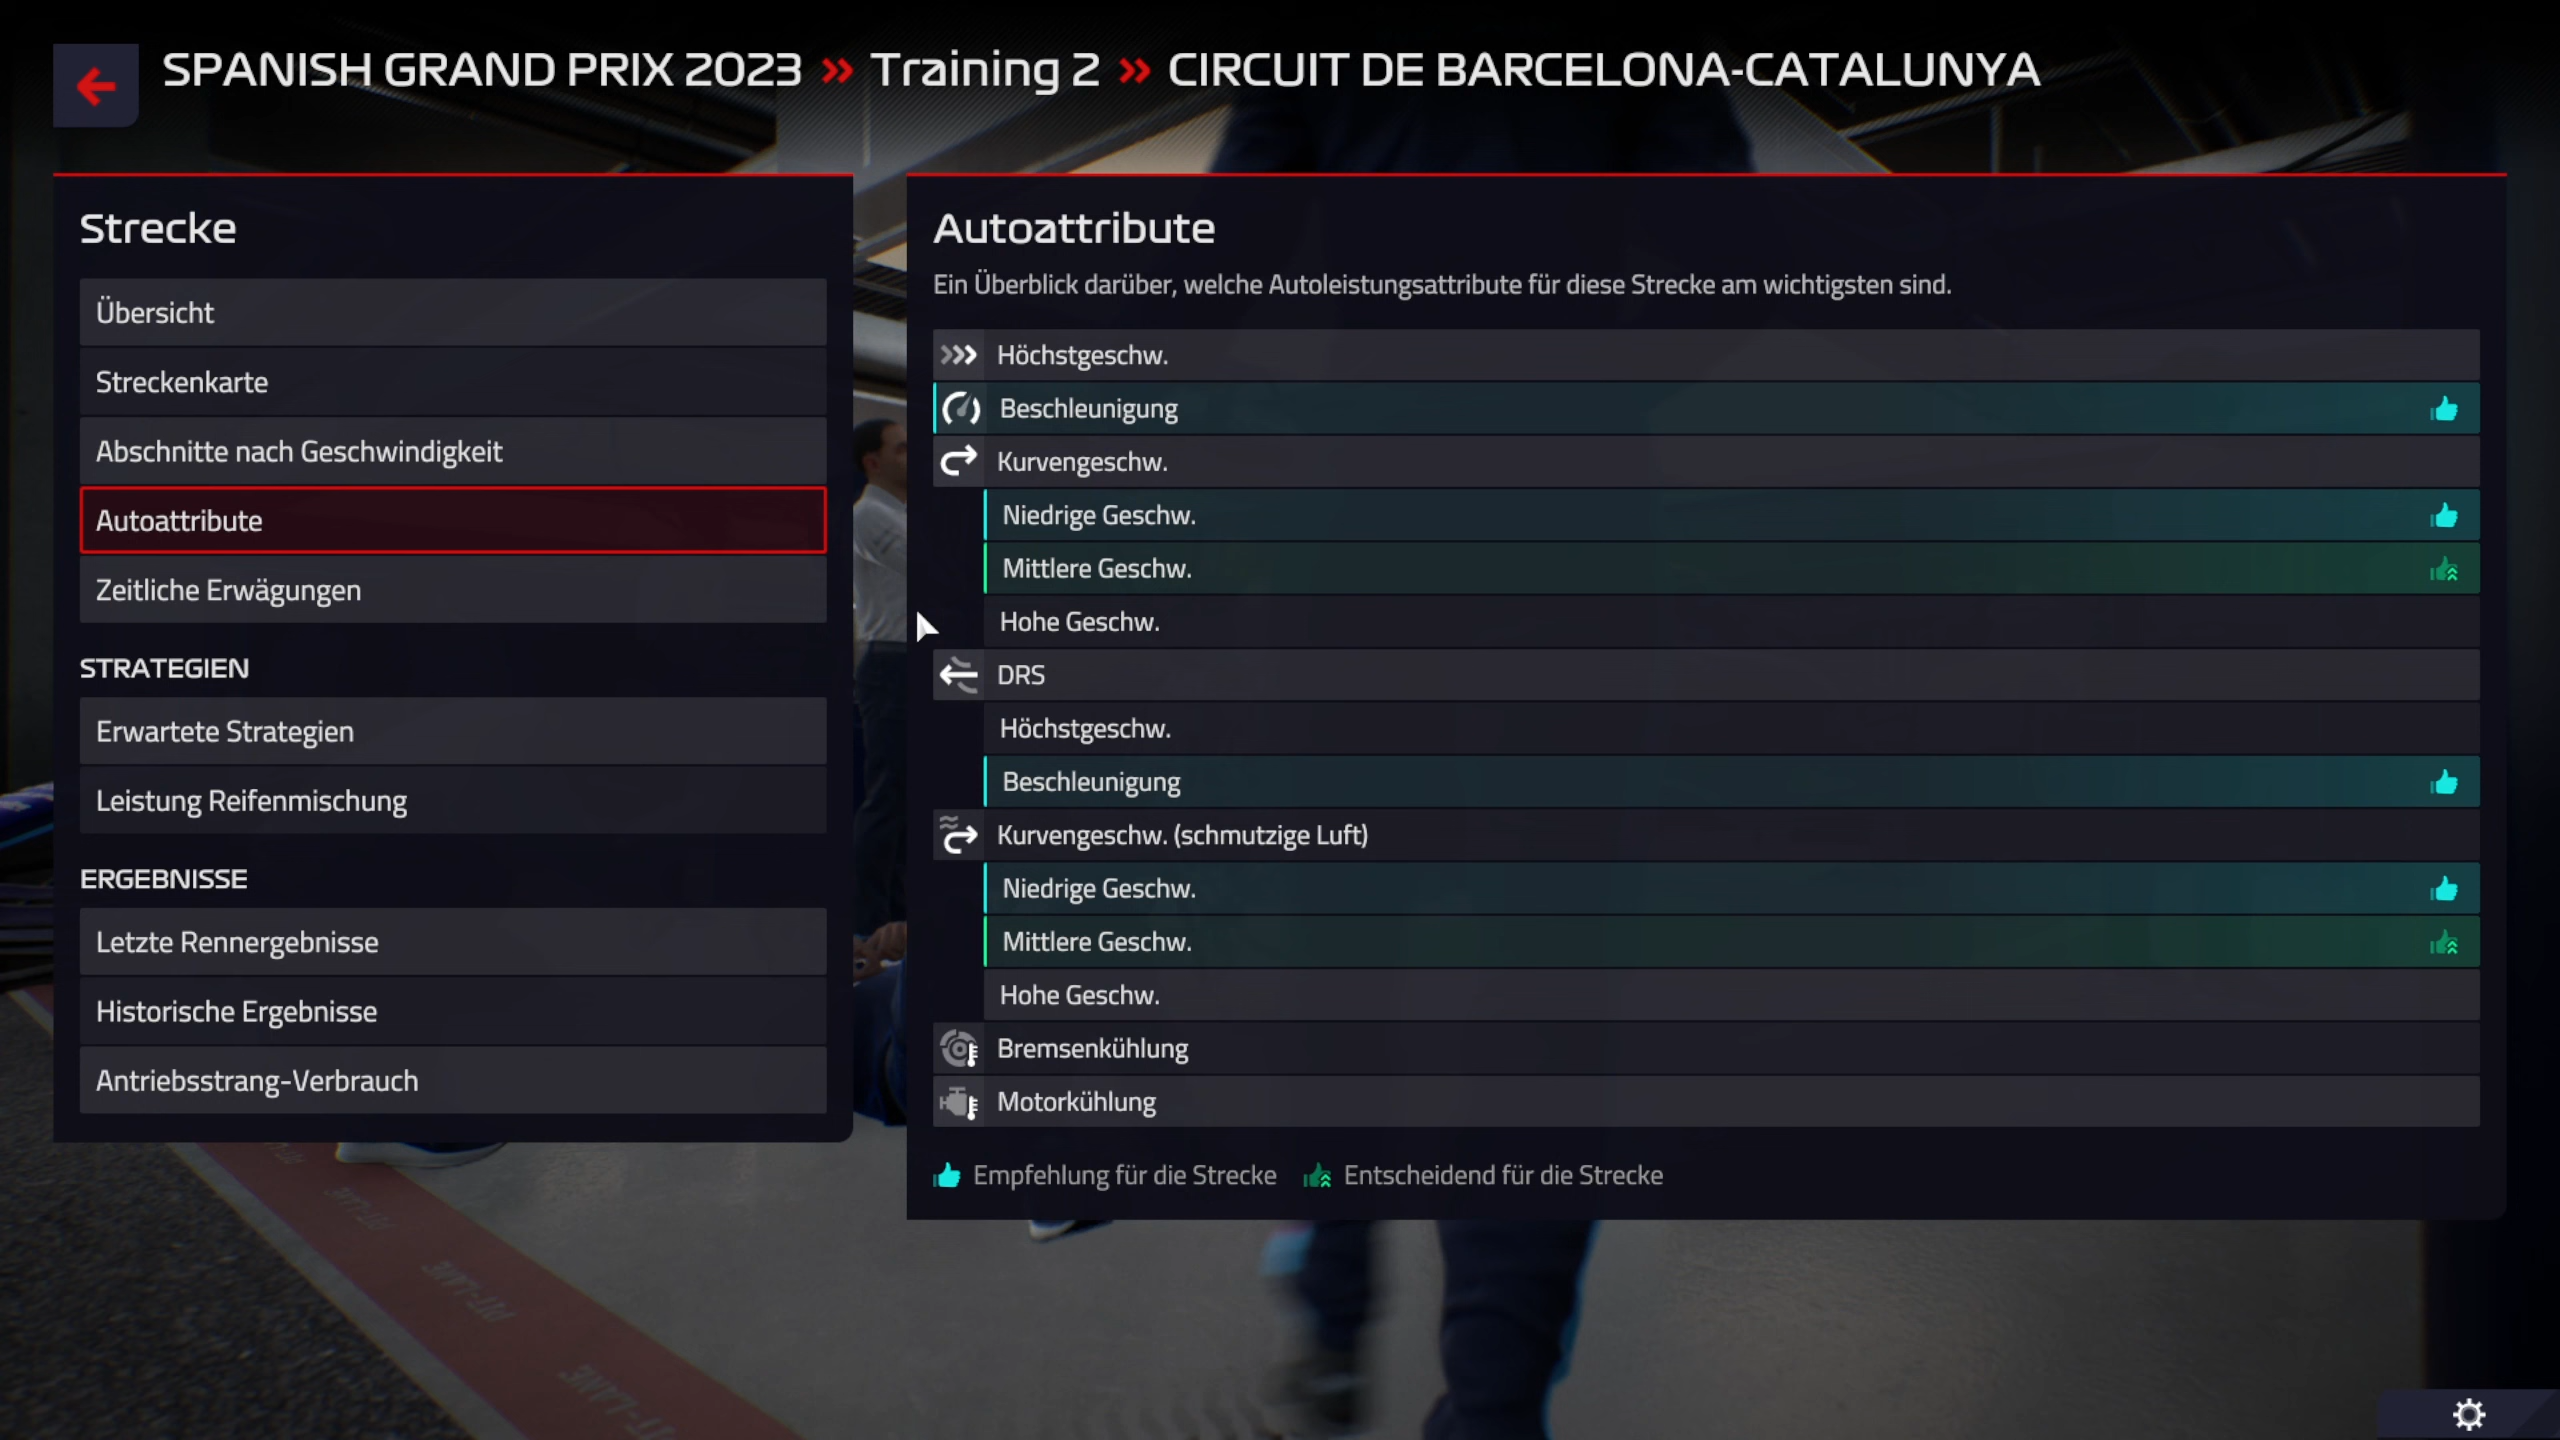 SPANISH GRAND PRIX 2023 » Training 2 » CIRCUIT DE BARCELONA-CATALUNYA
Strecke
Übersicht
Streckenkarte
Abschnitte nach Geschwindigkeit
Autoattribute
Zeitliche Erwägungen
STRATEGIEN
Erwartete Strategien
Leistung Reifenmischung
ERGEBNISSE
Letzte Rennergebnisse
Historische Ergebnisse
Antriebsstrang-Verbrauch
Autoattribute
Ein Überblick darüber, welche Autoleistungsattribute für diese Strecke am wichtigsten sind.
Höchstgeschw.
Beschleunigung
Kurvengeschw.
Niedrige Geschw.
Mittlere Geschw.
Hohe Geschw.
DRS
Höchstgeschw.
Beschleunigung
Kurvengeschw. (schmutzige Luft)
Niedrige Geschw.
Mittlere Geschw.
Hohe Geschw.
Bremsenkühlung
Motorkühlung
Empfehlung für die Strecke
Entscheidend für die Strecke